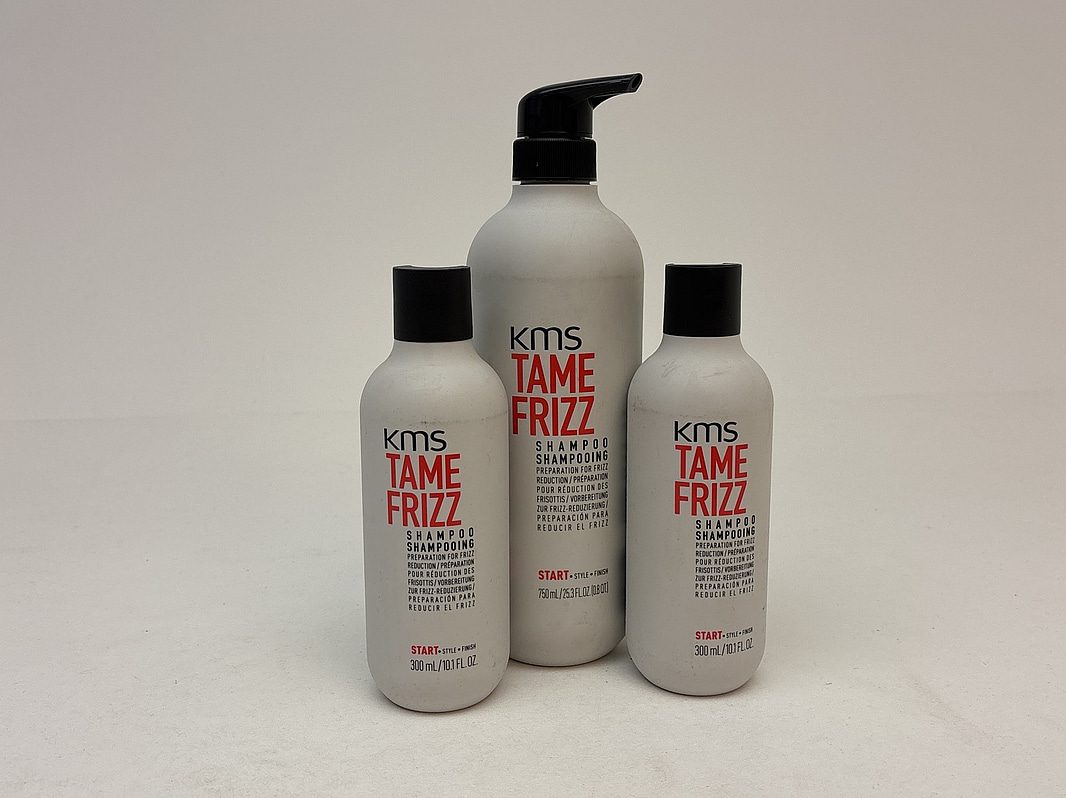 kms
TAME
FRIZZ
SHAMPOO
SHAMPOOING
PREPARATION FOR FRIZZ
REDUCTION / PRÉPARATION
POUR RÉDUCTION DES
FRISOTTIS / VORBEREITUNG
ZUR FRIZZ-REDUZIERUNG /
PREPARACIÓN PARA
REDUCIR EL FRIZZ
START • STYLE • FINISH
300 mL / 10.1 FL. OZ.
kms
TAME
FRIZZ
SHAMPOO
SHAMPOOING
PREPARATION FOR FRIZZ
REDUCTION / PRÉPARATION
POUR RÉDUCTION DES
FRISOTTIS / VORBEREITUNG
ZUR FRIZZ-REDUZIERUNG /
PREPARACIÓN PARA
REDUCIR EL FRIZZ
START • STYLE • FINISH
750 mL / 25.3 FL. OZ. (0.8 QT.)
kms
TAME
FRIZZ
SHAMPOO
SHAMPOOING
PREPARATION FOR FRIZZ
REDUCTION / PRÉPARATION
POUR RÉDUCTION DES
FRISOTTIS / VORBEREITUNG
ZUR FRIZZ-REDUZIERUNG /
PREPARACIÓN PARA
REDUCIR EL FRIZZ
START • STYLE • FINISH
300 mL / 10.1 FL. OZ.